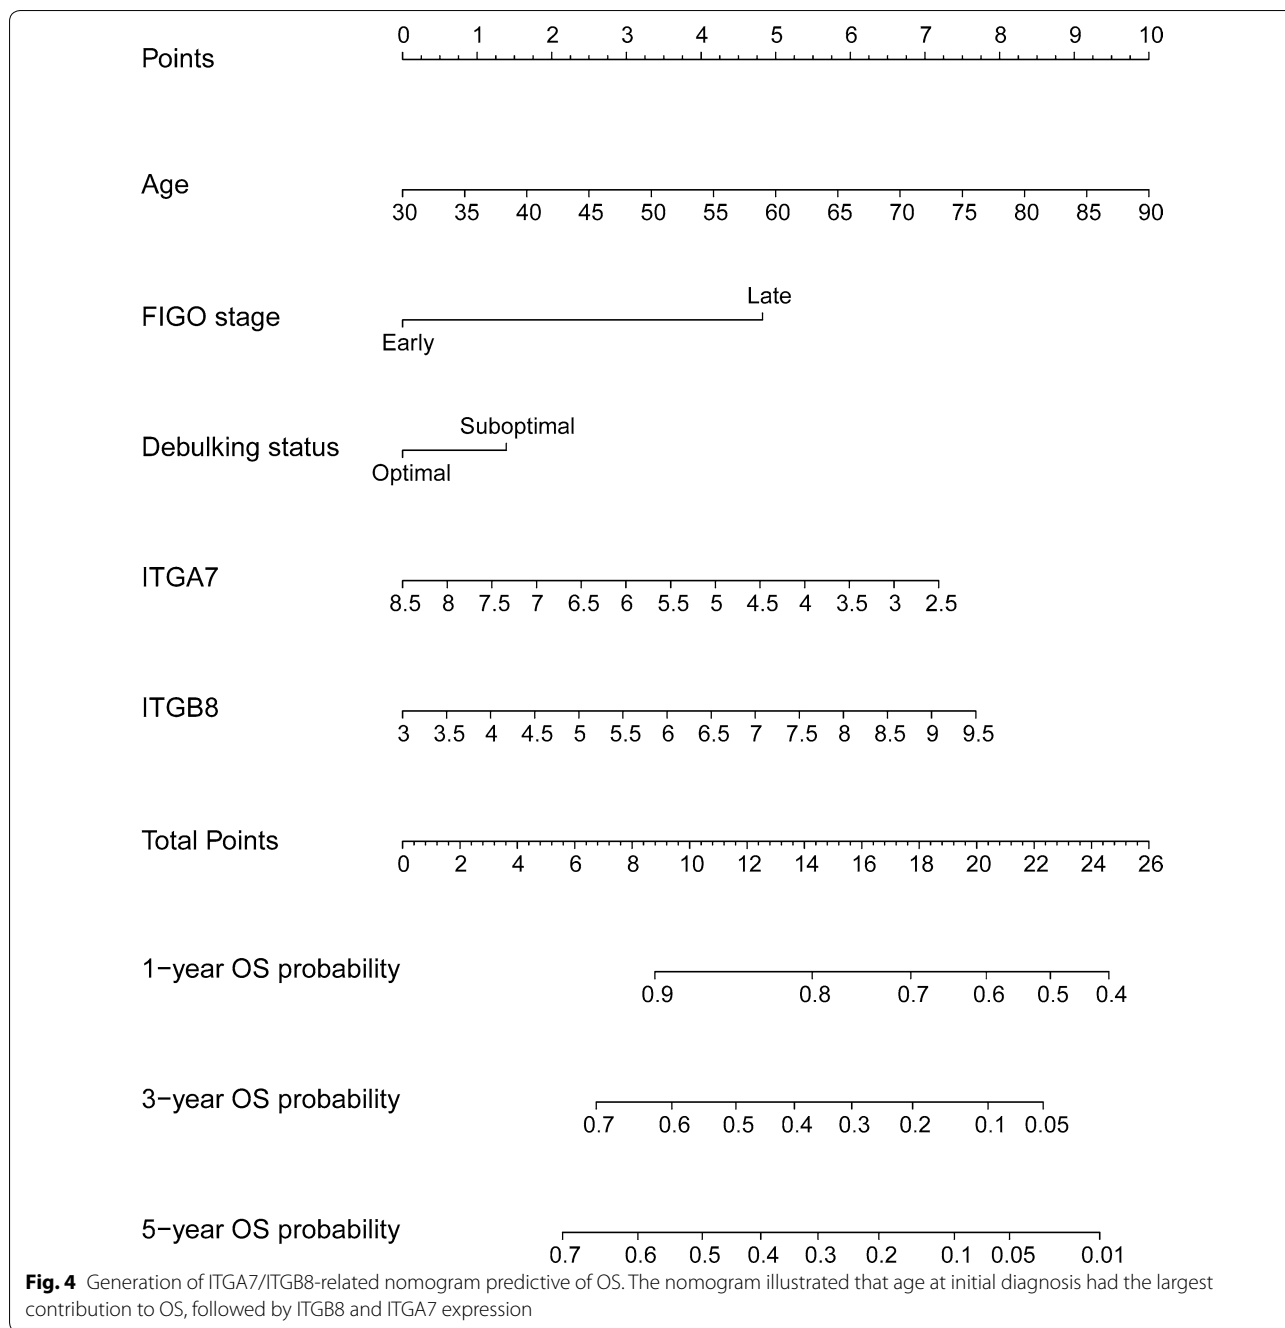 0 1 2 3 4 5 6 7 8 9 10
Points
Age
30 35 40 45 50 55 60 65 70 75 80 85 90
Late
FIGO stage
Early
Suboptimal
Debulking status
Optimal
ITGA7
8.5 8 7.5 7 6.5 6 5.5 5 4.5 4 3.5 3 2.5
ITGB8
3 3.5 4 4.5 5 5.5 6 6.5 7 7.5 8 8.5 9 9.5
Total Points
0 2 4 6 8 10 12 14 16 18 20 22 24 26
1−year OS probability
0.9 0.8 0.7 0.6 0.5 0.4
3−year OS probability
0.7 0.6 0.5 0.4 0.3 0.2 0.1 0.05
5−year OS probability
0.7 0.6 0.5 0.4 0.3 0.2 0.1 0.05 0.01
Fig. 4 Generation of ITGA7/ITGB8-related nomogram predictive of OS. The nomogram illustrated that age at initial diagnosis had the largest
contribution to OS, followed by ITGB8 and ITGA7 expression